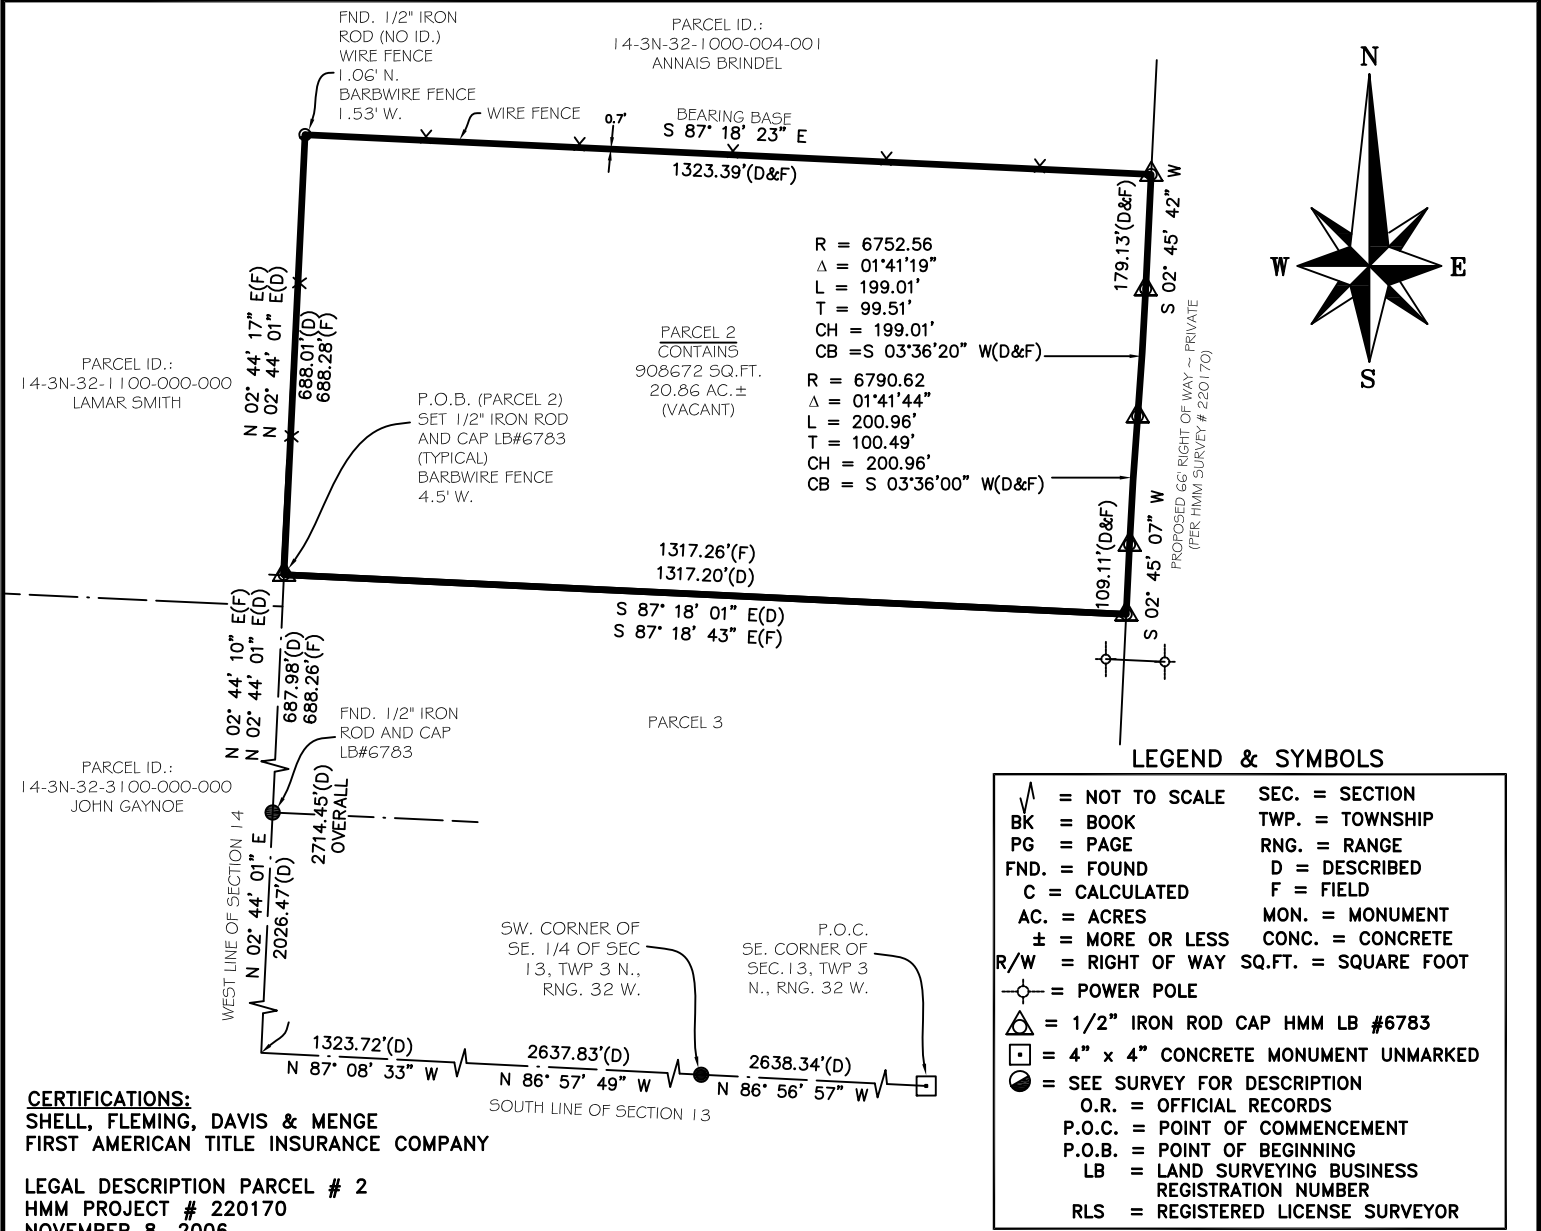 FND. 1/2" IRON
ROD (NO ID.)
WIRE FENCE
1.06' N.
BARBWIRE FENCE
1.53' W.
WIRE FENCE
PARCEL ID.:
14-3N-32-1000-004-001
ANNAIS BRINDEL
0.7'
BEARING BASE
S 87° 18' 23" E
1323.39'(D&F)
N
W
E
S
179.13'(D&F)
S 02° 45' 42" W
R = 6752.56
Δ = 01°41'19"
L = 199.01'
T = 99.51'
CH = 199.01'
CB =S 03°36'20" W(D&F)
R = 6790.62
Δ = 01°41'44"
L = 200.96'
T = 100.49'
CH = 200.96'
CB = S 03°36'00" W(D&F)
PARCEL 2
CONTAINS
908672 SQ.FT.
20.86 AC.±
(VACANT)
N 02° 44' 17" E(F)
N 02° 44' 01" E(D)
688.01'(D)
688.28'(F)
PARCEL ID.:
14-3N-32-1100-000-000
LAMAR SMITH
P.O.B. (PARCEL 2)
SET 1/2" IRON ROD
AND CAP LB#6783
(TYPICAL)
BARBWIRE FENCE
4.5' W.
PROPOSED 66' RIGHT OF WAY ~ PRIVATE
(PER HMM SURVEY # 220170)
109.11'(D&F)
S 02° 45' 07" W
1317.26'(F)
1317.20'(D)
S 87° 18' 01" E(D)
S 87° 18' 43" E(F)
N 02° 44' 10" E(F)
N 02° 44' 01" E(D)
687.98'(D)
688.26'(F)
FND. 1/2" IRON
ROD AND CAP
LB#6783
PARCEL 3
PARCEL ID.:
14-3N-32-3100-000-000
JOHN GAYNOE
2714.45'(D)
OVERALL
WEST LINE OF SECTION 14
N 02° 44' 01" E
2026.47'(D)
SW. CORNER OF
SE. 1/4 OF SEC
13, TWP 3 N.,
RNG. 32 W.
P.O.C.
SE. CORNER OF
SEC.13, TWP 3
N., RNG. 32 W.
1323.72'(D)
N 87° 08' 33" W
2637.83'(D)
N 86° 57' 49" W
2638.34'(D)
N 86° 56' 57" W
SOUTH LINE OF SECTION 13
LEGEND & SYMBOLS
= NOT TO SCALE SEC. = SECTION
BK = BOOK TWP. = TOWNSHIP
PG = PAGE RNG. = RANGE
FND. = FOUND D = DESCRIBED
C = CALCULATED F = FIELD
AC. = ACRES MON. = MONUMENT
± = MORE OR LESS CONC. = CONCRETE
R/W = RIGHT OF WAY SQ.FT. = SQUARE FOOT
= POWER POLE
= 1/2" IRON ROD CAP HMM LB #6783
= 4" x 4" CONCRETE MONUMENT UNMARKED
= SEE SURVEY FOR DESCRIPTION
O.R. = OFFICIAL RECORDS
P.O.C. = POINT OF COMMENCEMENT
P.O.B. = POINT OF BEGINNING
LB = LAND SURVEYING BUSINESS
REGISTRATION NUMBER
RLS = REGISTERED LICENSE SURVEYOR
CERTIFICATIONS:
SHELL, FLEMING, DAVIS & MENGE
FIRST AMERICAN TITLE INSURANCE COMPANY
LEGAL DESCRIPTION PARCEL # 2
HMM PROJECT # 220170
NOVEMBER 8, 2006